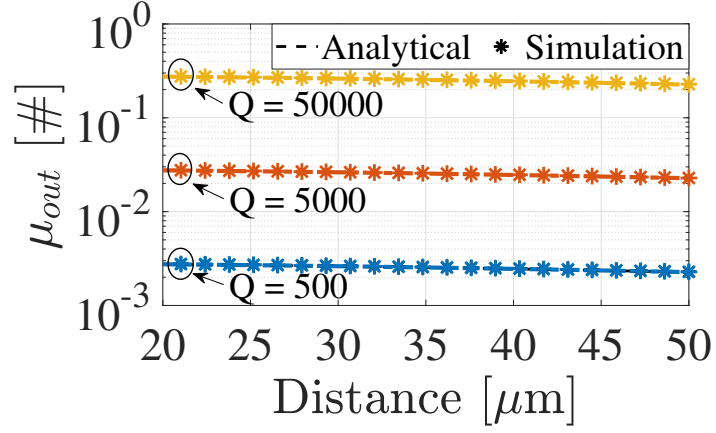 10^0
-- Analytical * Simulation
Q = 50000
10^-1
μ_out [#]
Q = 5000
10^-2
Q = 500
10^-3
20 25 30 35 40 45 50
Distance [μm]